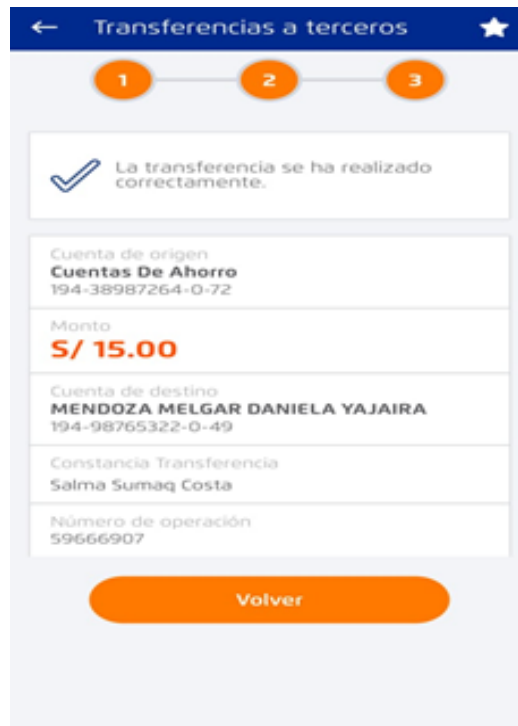 Transferencias a terceros
1 2 3
La transferencia se ha realizado
correctamente.
Cuenta de origen
Cuentas De Ahorro
194-38987264-0-72
Monto
S/ 15.00
Cuenta de destino
MENDOZA MELGAR DANIELA YAJAIRA
194-98765322-0-49
Constancia Transferencia
Salma Sumaq Costa
Número de operación
59666907
Volver